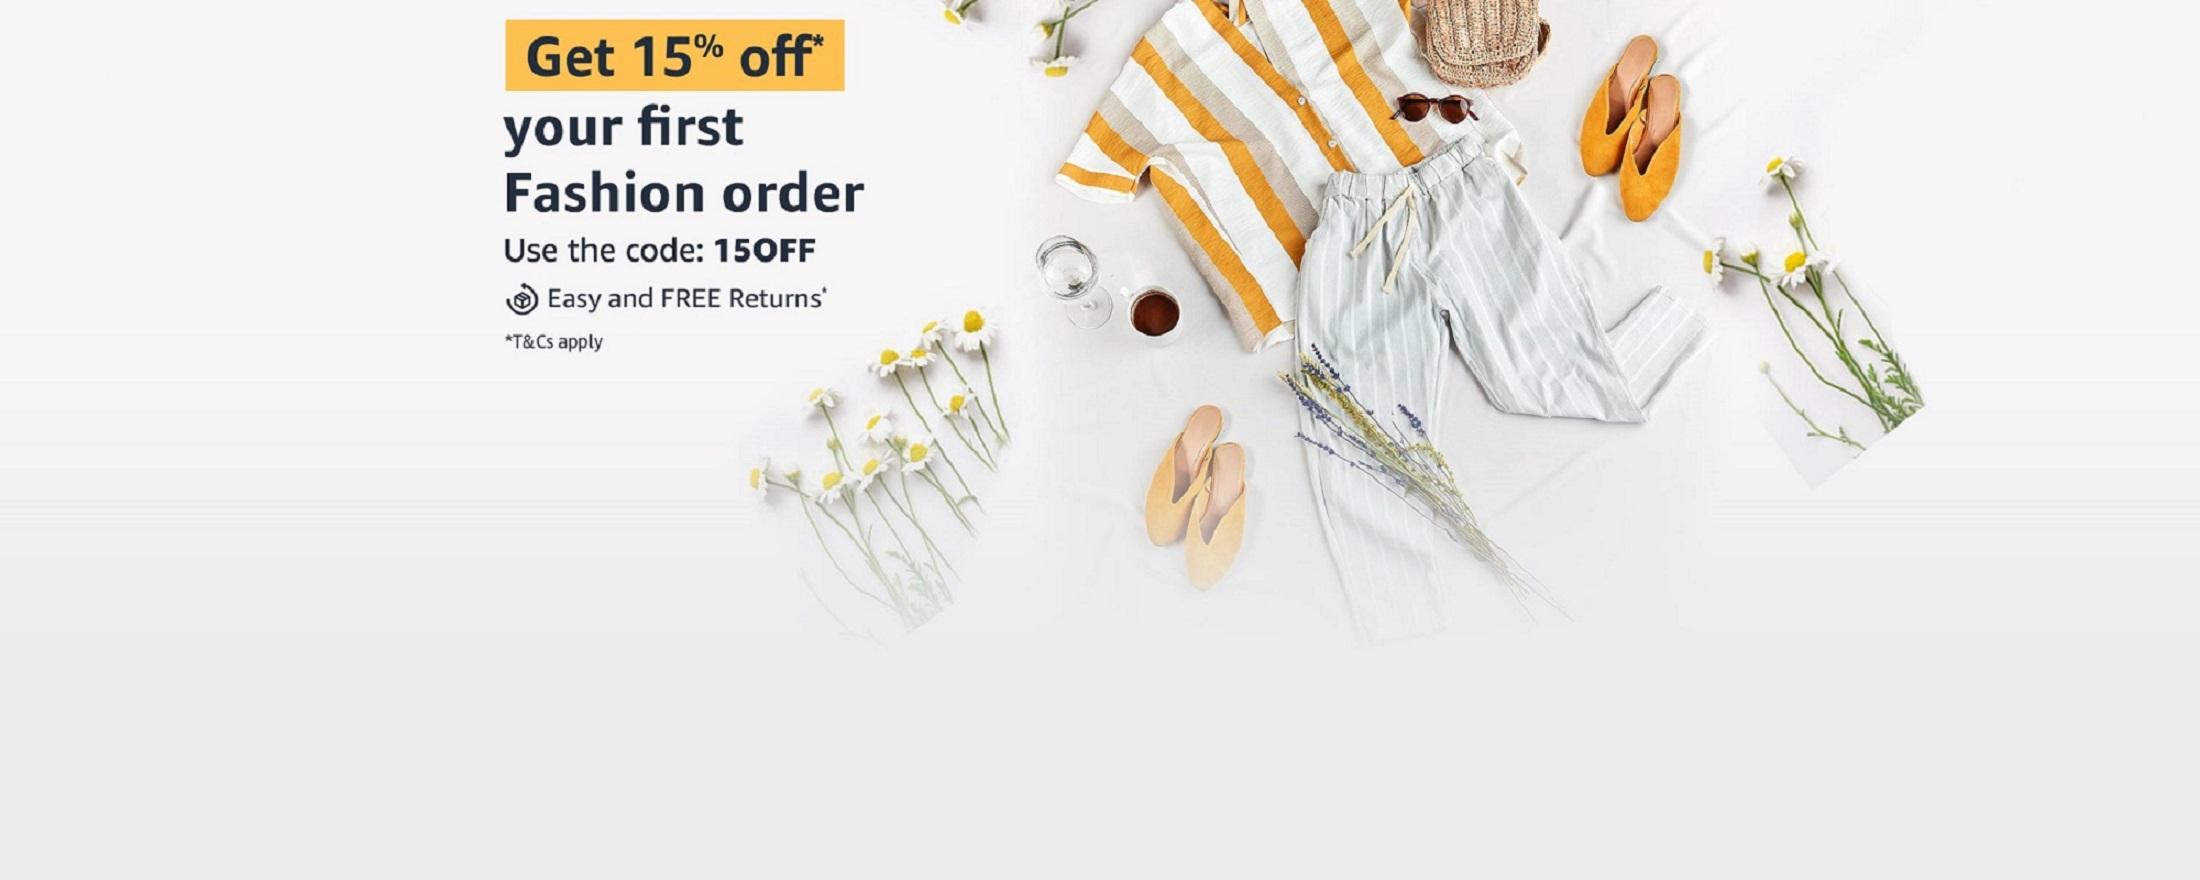 Get 15% off*
your first
Fashion order
Use the code: 15OFF
Easy and FREE Returns*
*T&Cs apply